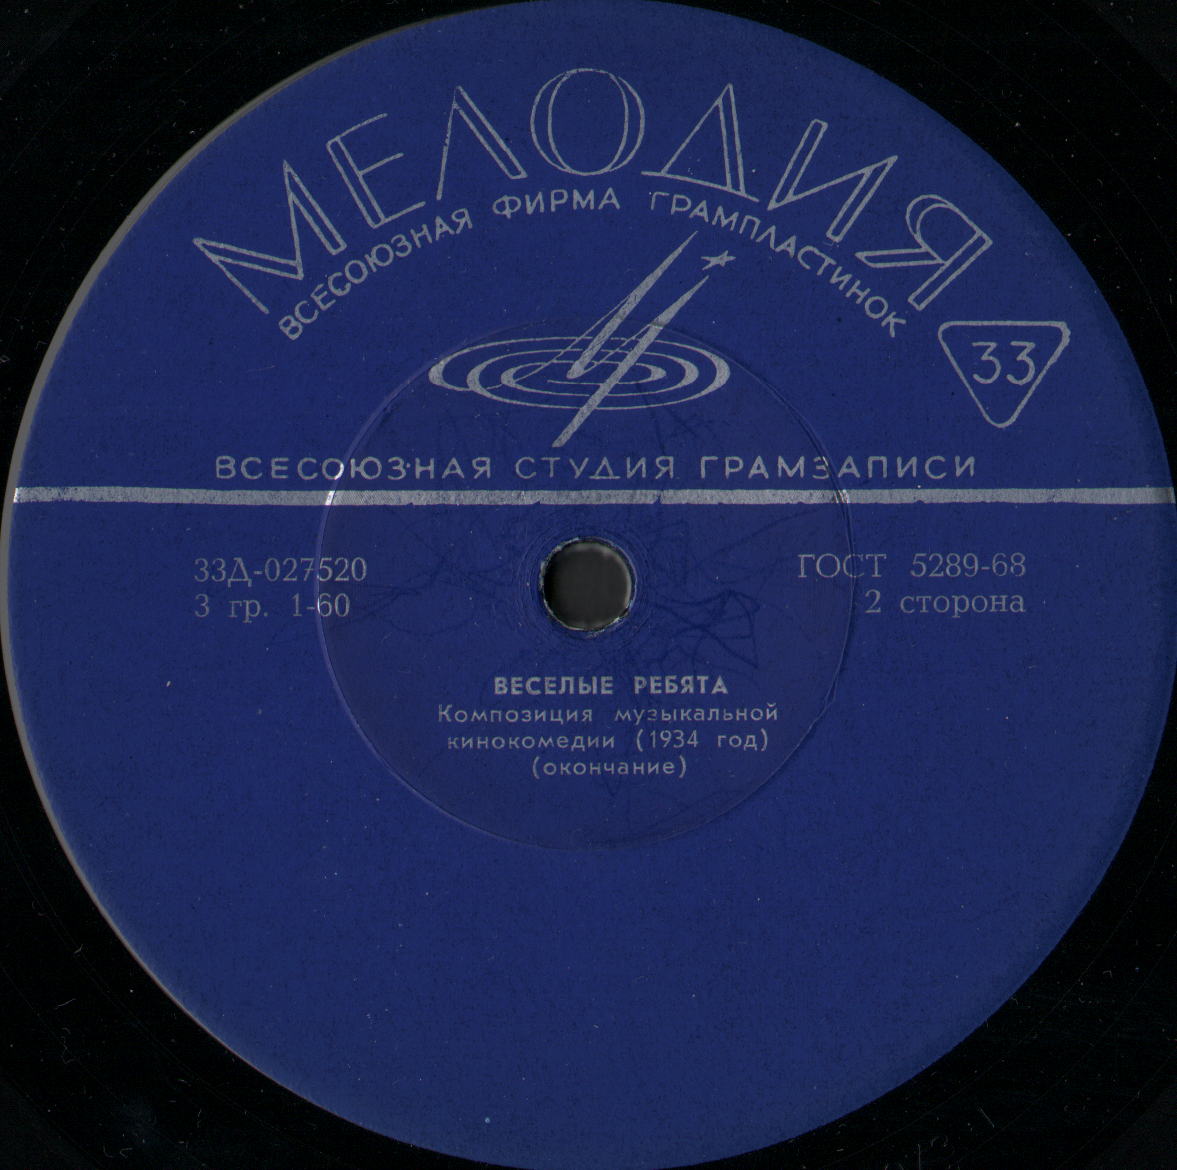 МЕЛОДИЯ
ВСЕСОЮЗНАЯ ФИРМА ГРАМПЛАСТИНОК
33
ВСЕСОЮЗНАЯ СТУДИЯ ГРАМЗАПИСИ
33Д-027520
3 гр. 1-60
ГОСТ 5289-68
2 сторона
ВЕСЕЛЫЕ РЕБЯТА
Композиция музыкальной
кинокомедии (1934 год)
(окончание)